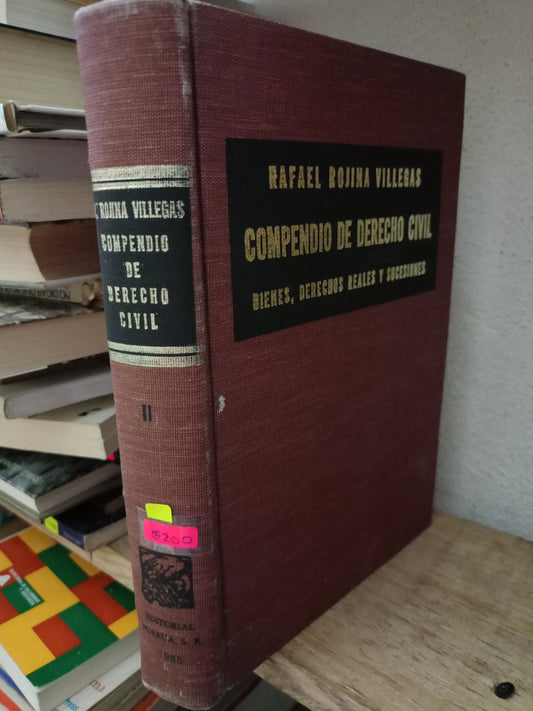 RAFAEL ROJINA VILLEGAS
COMPENDIO DE DERECHO CIVIL
BIENES, DERECHOS REALES Y SUCESIONES
R. ROJINA VILLEGAS
COMPENDIO
DE
DERECHO
CIVIL
II
$200
EDITORIAL
PORRUA, S. A.
1985